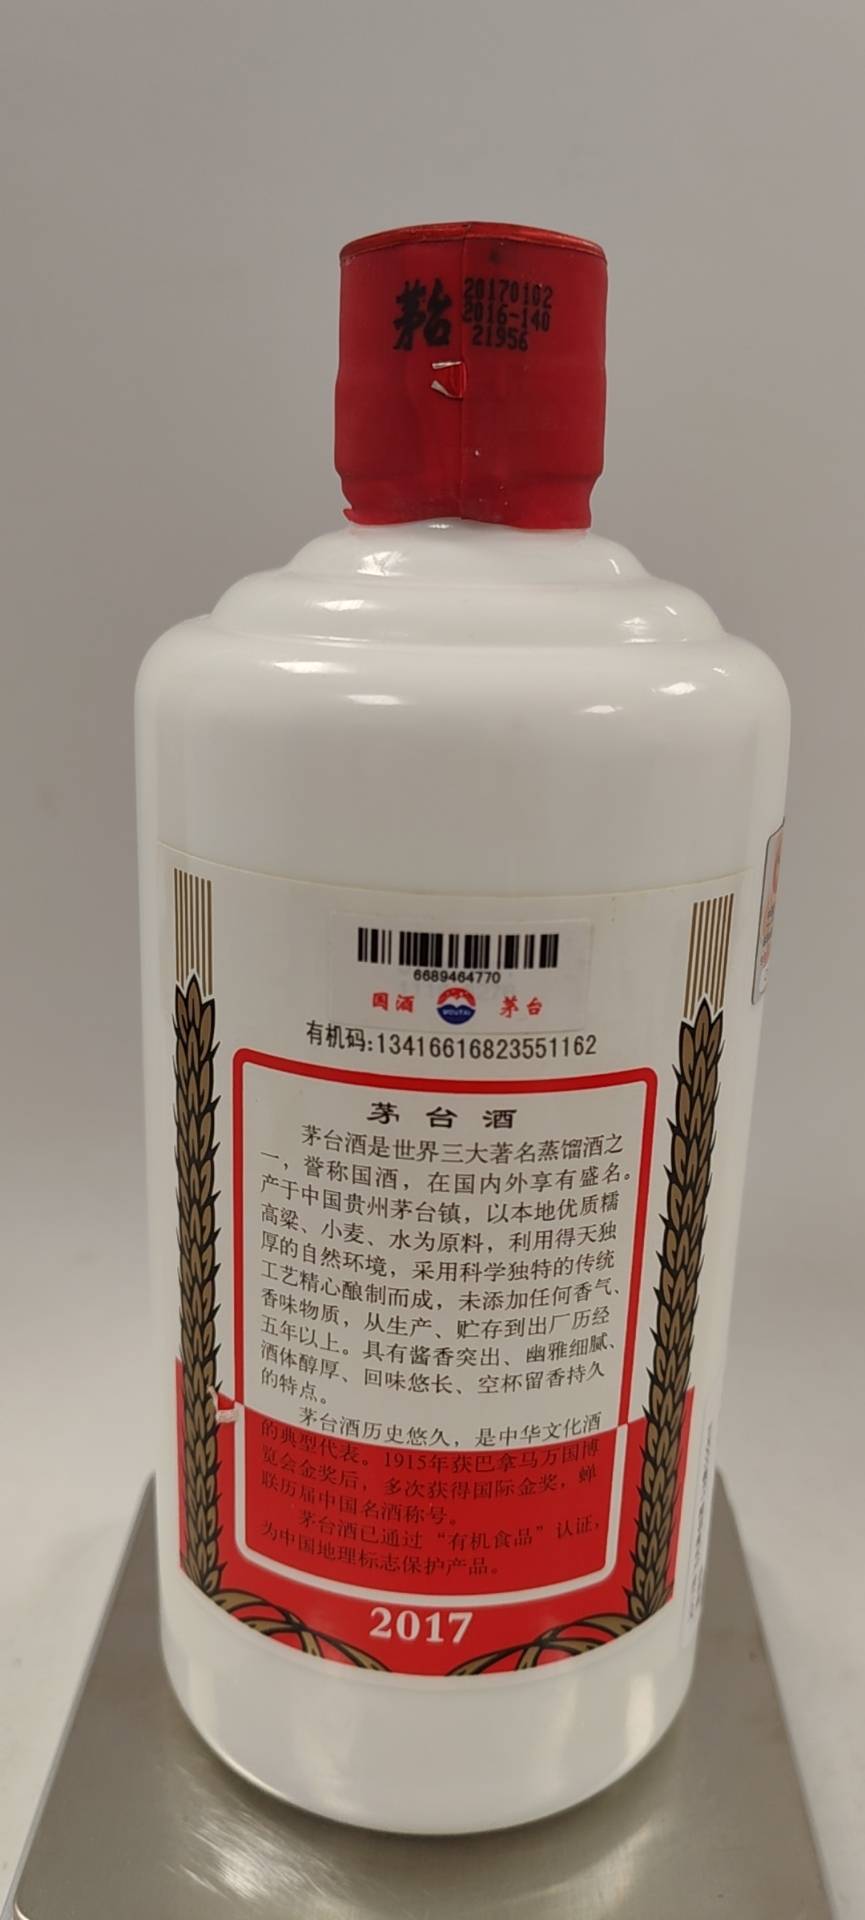 茅台
20170102
2016-140
21956
6689464770
国酒 MOUTAI 茅台
有机码:13416616823551162
茅台酒
茅台酒是世界三大著名蒸馏酒之
一，誉称国酒，在国内外享有盛名。
产于中国贵州茅台镇，以本地优质糯
高粱、小麦、水为原料，利用得天独
厚的自然环境，采用科学独特的传统
工艺精心酿制而成，未添加任何香气、
香味物质，从生产、贮存到出厂历经
五年以上。具有酱香突出、幽雅细腻、
酒体醇厚、回味悠长、空杯留香持久
的特点。
茅台酒历史悠久，是中华文化酒
的典型代表。1915年获巴拿马万国博
览会金奖后，多次获得国际金奖，蝉
联历届中国名酒称号。
茅台酒已通过“有机食品”认证，
为中国地理标志保护产品。
2017